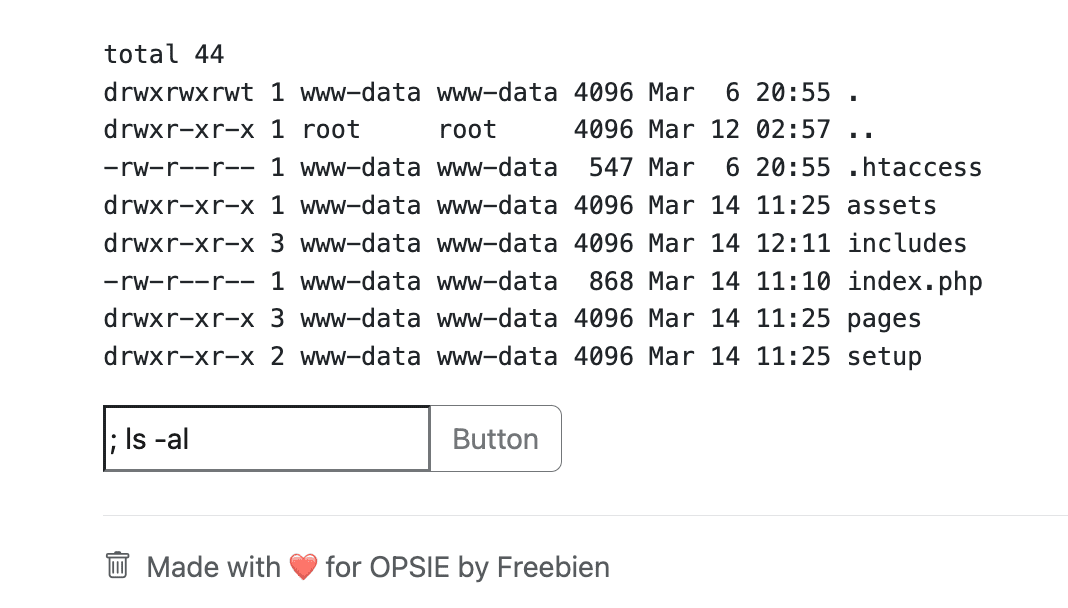 total 44
drwxrwxrwt 1 www-data www-data 4096 Mar  6 20:55 .
drwxr-xr-x 1 root     root     4096 Mar 12 02:57 ..
-rw-r--r-- 1 www-data www-data  547 Mar  6 20:55 .htaccess
drwxr-xr-x 1 www-data www-data 4096 Mar 14 11:25 assets
drwxr-xr-x 3 www-data www-data 4096 Mar 14 12:11 includes
-rw-r--r-- 1 www-data www-data  868 Mar 14 11:10 index.php
drwxr-xr-x 3 www-data www-data 4096 Mar 14 11:25 pages
drwxr-xr-x 2 www-data www-data 4096 Mar 14 11:25 setup
; ls -al Button
Made with ❤️ for OPSIE by Freebien